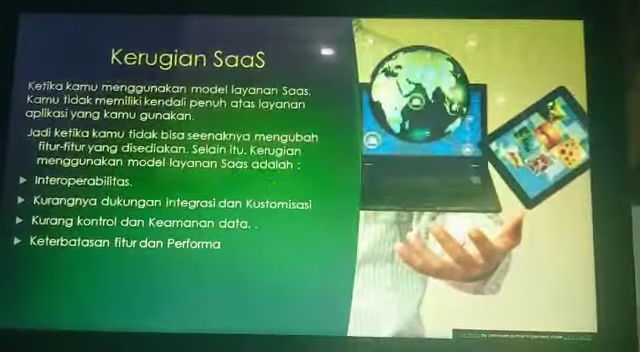 Kerugian SaaS
Ketika kamu menggunakan model layanan Saas,
Kamu tidak memiliki kendali penuh atas layanan
aplikasi yang kamu gunakan.
Jadi ketika kamu tidak bisa seenaknya mengubah
fitur-fitur yang disediakan. Selain itu, Kerugian
menggunakan model layanan Saas adalah :
Interoperabilitas.
Kurangnya dukungan integrasi dan Kustomisasi
Kurang kontrol dan Keamanan data. .
Keterbatasan fitur dan Performa